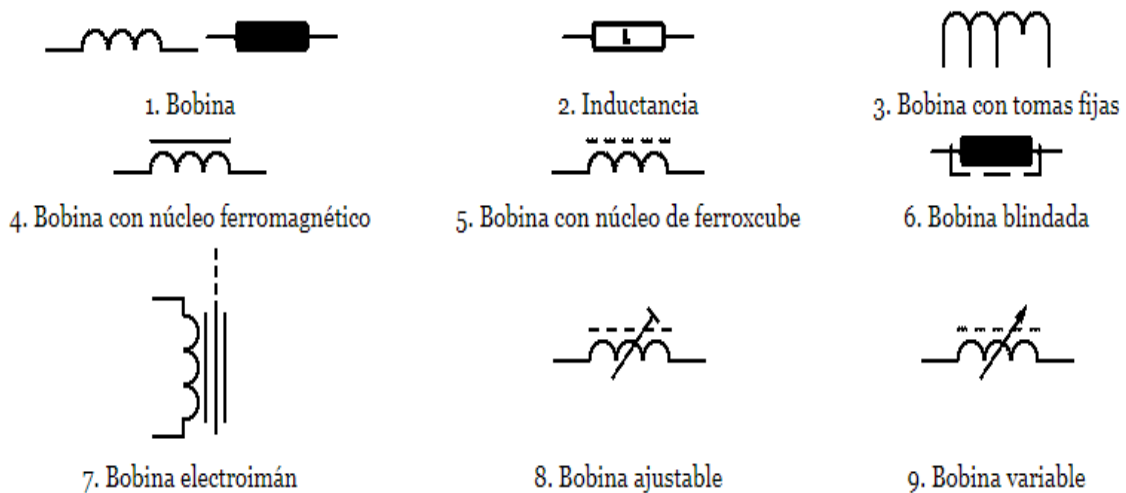 L
1. Bobina
2. Inductancia
3. Bobina con tomas fijas
4. Bobina con núcleo ferromagnético
5. Bobina con núcleo de ferroxcube
6. Bobina blindada
7. Bobina electroimán
8. Bobina ajustable
9. Bobina variable